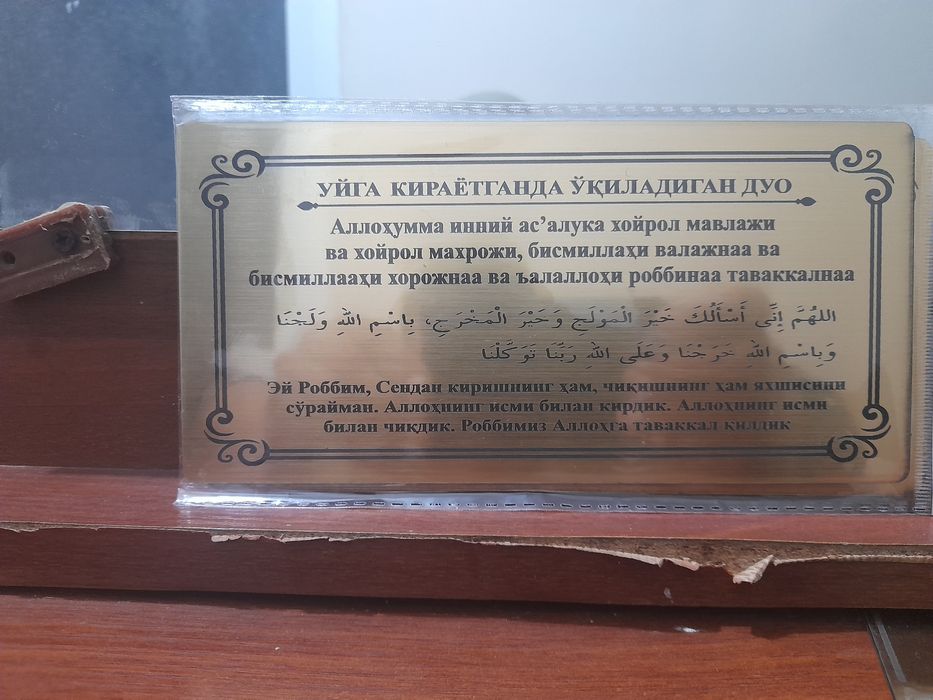 УЙГА КИРАЁТГАНДА ЎҚИЛАДИГАН ДУО
Аллоҳумма инний ас’алука хойрол мавлажи
ва хойрол махрожи, бисмиллаҳи валажнаа ва
бисмиллааҳи хорожнаа ва ъалаллоҳи роббинаа таваккалнаа
اللهُمَّ إِنِّي أَسْأَلُكَ خَيْرَ الْمَوْلَجِ وَخَيْرَ الْمَخْرَجِ، بِاسْمِ اللهِ وَلَجْنَا
وَبِاسْمِ اللهِ خَرَجْنَا وَعَلَى اللهِ رَبِّنَا تَوَكَّلْنَا
Эй Роббим, Сендан киришнинг ҳам, чиқишнинг ҳам яхшисини
сўрайман. Аллоҳнинг исми билан кирдик. Аллоҳнинг исми
билан чиқдик. Роббимиз Аллоҳга таваккал қилдик